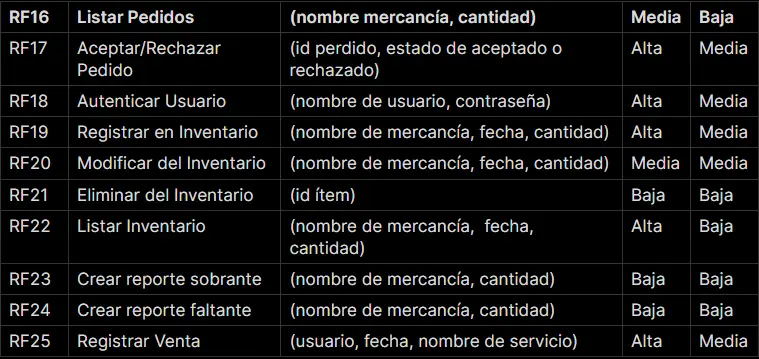 RF16 Listar Pedidos (nombre mercancía, cantidad) Media Baja
RF17 Aceptar/Rechazar (id perdido, estado de aceptado o Alta Media
Pedido rechazado)
RF18 Autenticar Usuario (nombre de usuario, contraseña) Alta Media
RF19 Registrar en Inventario (nombre de mercancía, fecha, cantidad) Alta Media
RF20 Modificar del Inventario (nombre de mercancía, fecha, cantidad) Media Media
RF21 Eliminar del Inventario (id ítem) Baja Baja
RF22 Listar Inventario (nombre de mercancía, fecha, Alta Baja
cantidad)
RF23 Crear reporte sobrante (nombre de mercancía, cantidad) Baja Baja
RF24 Crear reporte faltante (nombre de mercancía, cantidad) Baja Baja
RF25 Registrar Venta (usuario, fecha, nombre de servicio) Alta Media